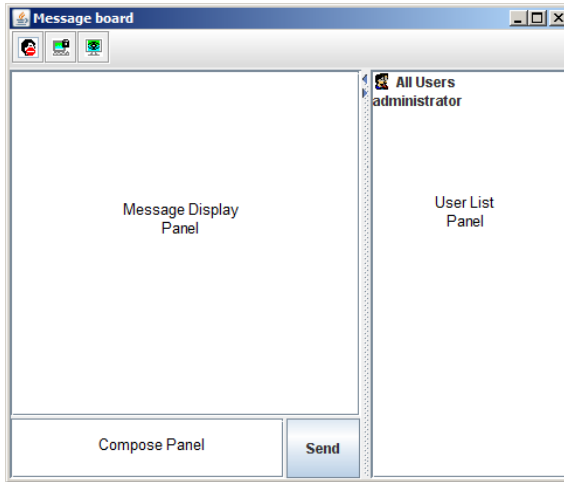 Message board
All Users
administrator
Message Display
Panel
User List
Panel
Compose Panel
Send